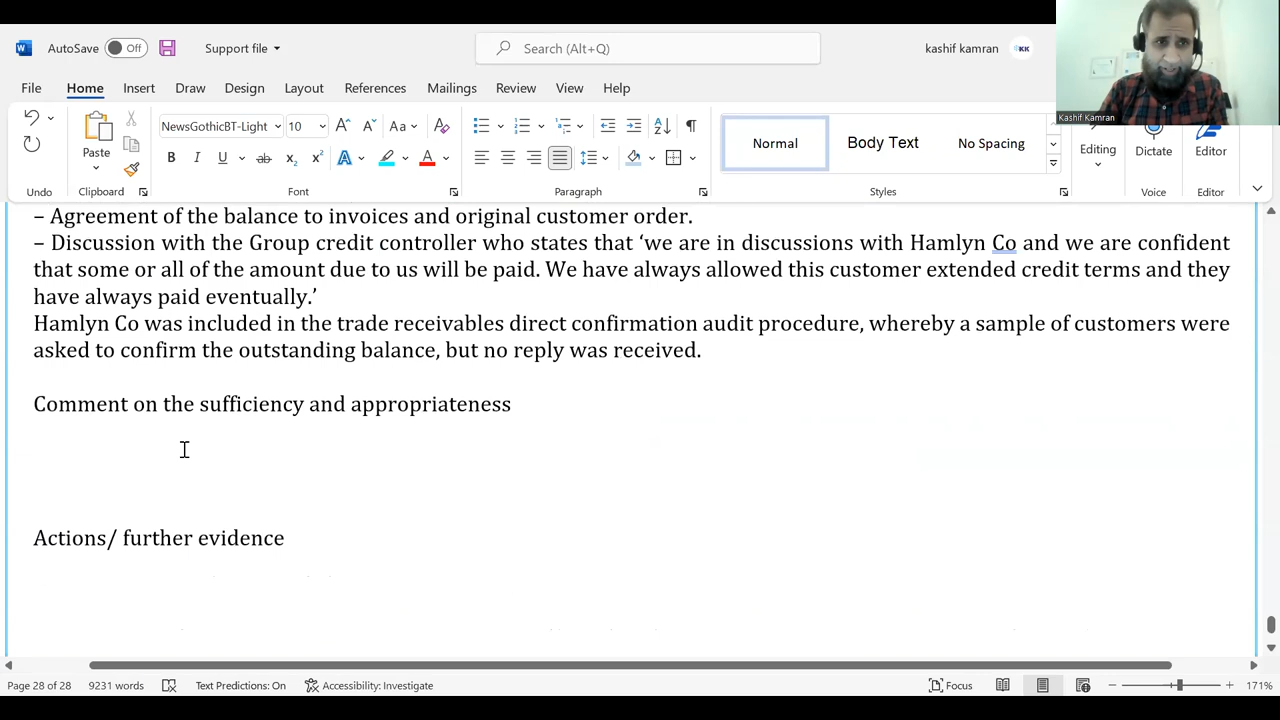 AutoSave Off Support file Search (Alt+Q) kashif kamran KK
File Home Insert Draw Design Layout References Mailings Review View Help
Kashif Kamran
NewsGothicBT-Light 10 Aa
Paste
Normal Body Text No Spacing
Editing Dictate Editor
Undo Clipboard Font Paragraph Styles Voice Editor
– Agreement of the balance to invoices and original customer order.
– Discussion with the Group credit controller who states that ‘we are in discussions with Hamlyn Co and we are confident
that some or all of the amount due to us will be paid. We have always allowed this customer extended credit terms and they
have always paid eventually.’
Hamlyn Co was included in the trade receivables direct confirmation audit procedure, whereby a sample of customers were
asked to confirm the outstanding balance, but no reply was received.
Comment on the sufficiency and appropriateness
Actions/ further evidence
Page 28 of 28 9231 words Text Predictions: On Accessibility: Investigate Focus 171%